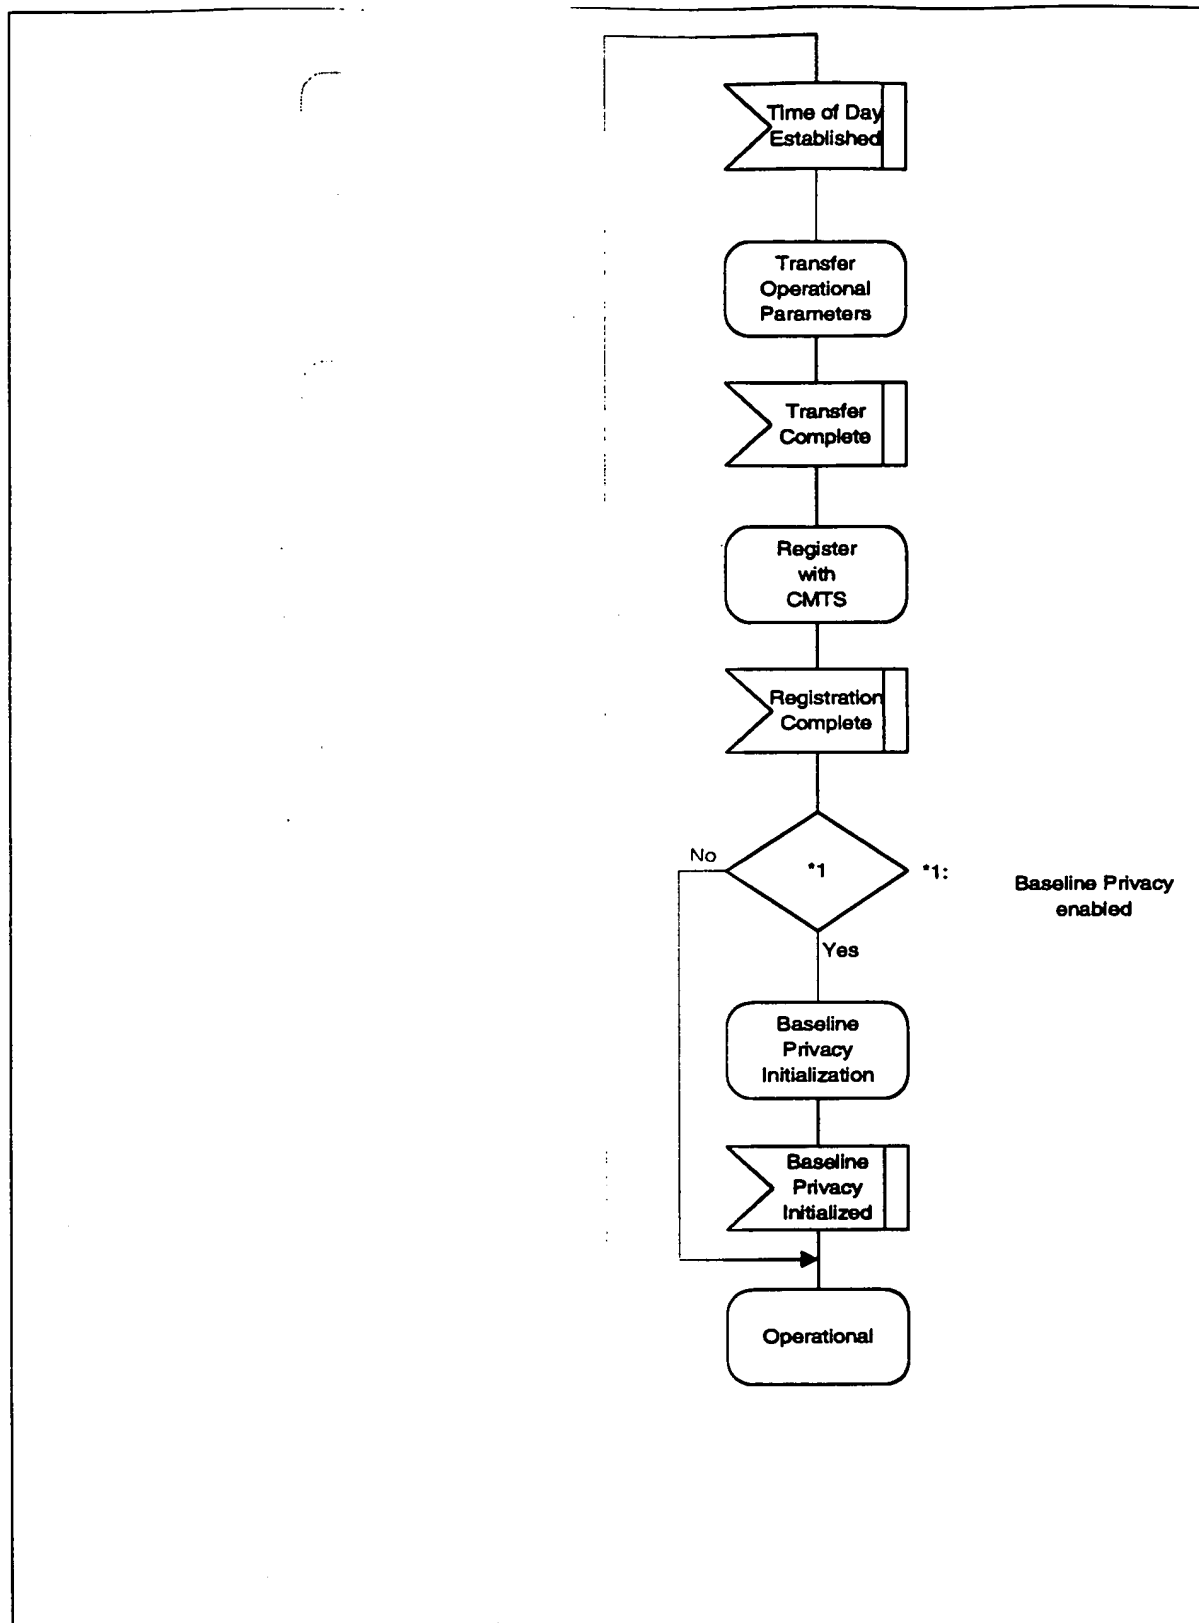 Time of Day
Established
Transfer
Operational
Parameters
Transfer
Complete
Register
with
CMTS
Registration
Complete
No
*1
*1:
Baseline Privacy
enabled
Yes
Baseline
Privacy
Initialization
Baseline
Privacy
Initialized
Operational